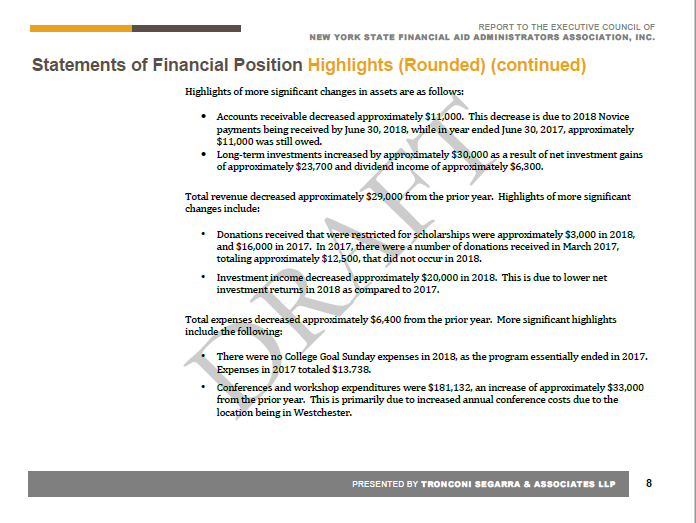 REPORT TO THE EXECUTIVE COUNCIL OF
NEW YORK STATE FINANCIAL AID ADMINISTRATORS ASSOCIATION, INC.
Statements of Financial Position Highlights (Rounded) (continued)
Highlights of more significant changes in assets are as follows:
• Accounts receivable decreased approximately $11,000. This decrease is due to 2018 Novice
payments being received by June 30, 2018, while in year ended June 30, 2017, approximately
$11,000 was still owed.
• Long-term investments increased by approximately $30,000 as a result of net investment gains
of approximately $23,700 and dividend income of approximately $6,300.
Total revenue decreased approximately $29,000 from the prior year. Highlights of more significant
changes include:
• Donations received that were restricted for scholarships were approximately $3,000 in 2018,
and $16,000 in 2017. In 2017, there were a number of donations received in March 2017,
totaling approximately $12,500, that did not occur in 2018.
• Investment income decreased approximately $20,000 in 2018. This is due to lower net
investment returns in 2018 as compared to 2017.
Total expenses decreased approximately $6,400 from the prior year. More significant highlights
include the following:
• There were no College Goal Sunday expenses in 2018, as the program essentially ended in 2017.
Expenses in 2017 totaled $13.738.
• Conferences and workshop expenditures were $181,132, an increase of approximately $33,000
from the prior year. This is primarily due to increased annual conference costs due to the
location being in Westchester.
DRAFT
PRESENTED BY TRONCONI SEGARRA & ASSOCIATES LLP 8